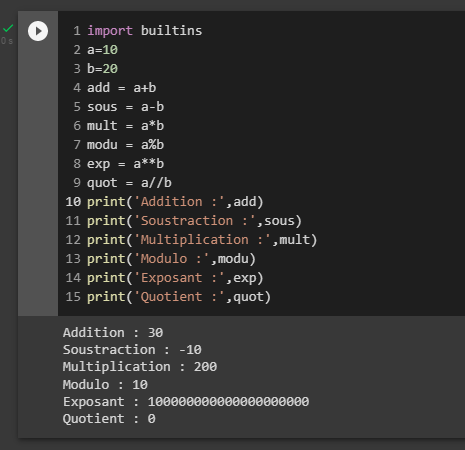 1 import builtins
2 a=10
3 b=20
4 add = a+b
5 sous = a-b
6 mult = a*b
7 modu = a%b
8 exp = a**b
9 quot = a//b
10 print('Addition :',add)
11 print('Soustraction :',sous)
12 print('Multiplication :',mult)
13 print('Modulo :',modu)
14 print('Exposant :',exp)
15 print('Quotient :',quot)
0s
Addition : 30
Soustraction : -10
Multiplication : 200
Modulo : 10
Exposant : 100000000000000000000
Quotient : 0